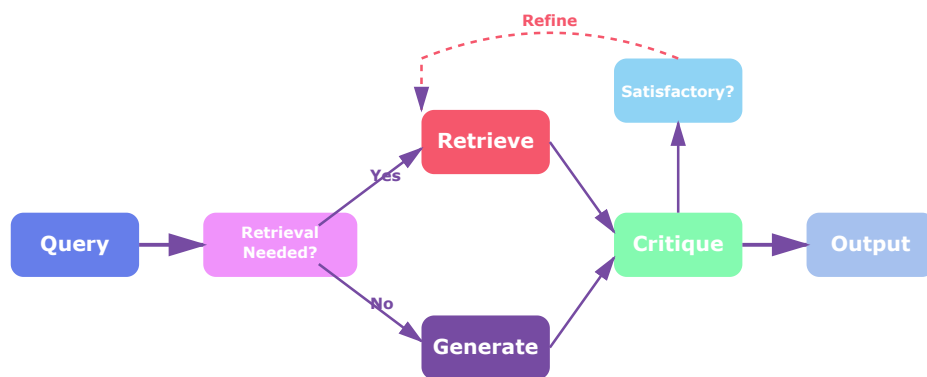 Refine
Satisfactory?
Retrieve
Yes
Query
Retrieval
Needed?
Critique
Output
No
Generate